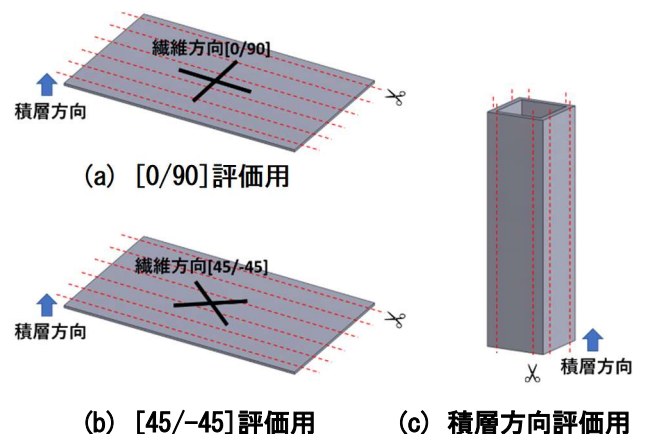 繊維方向[0/90]
積層方向
(a) [0/90]評価用
繊維方向[45/-45]
積層方向
(b) [45/-45]評価用
積層方向
(c) 積層方向評価用